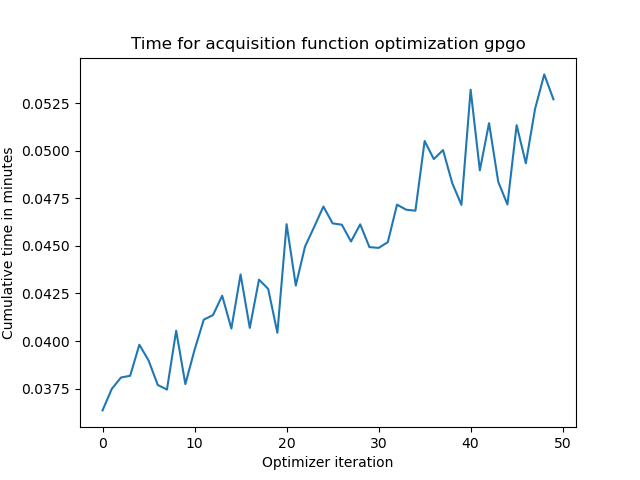 Time for acquisition function optimization gpgo
Cumulative time in minutes
0.0525
0.0500
0.0475
0.0450
0.0425
0.0400
0.0375
0 10 20 30 40 50
Optimizer iteration